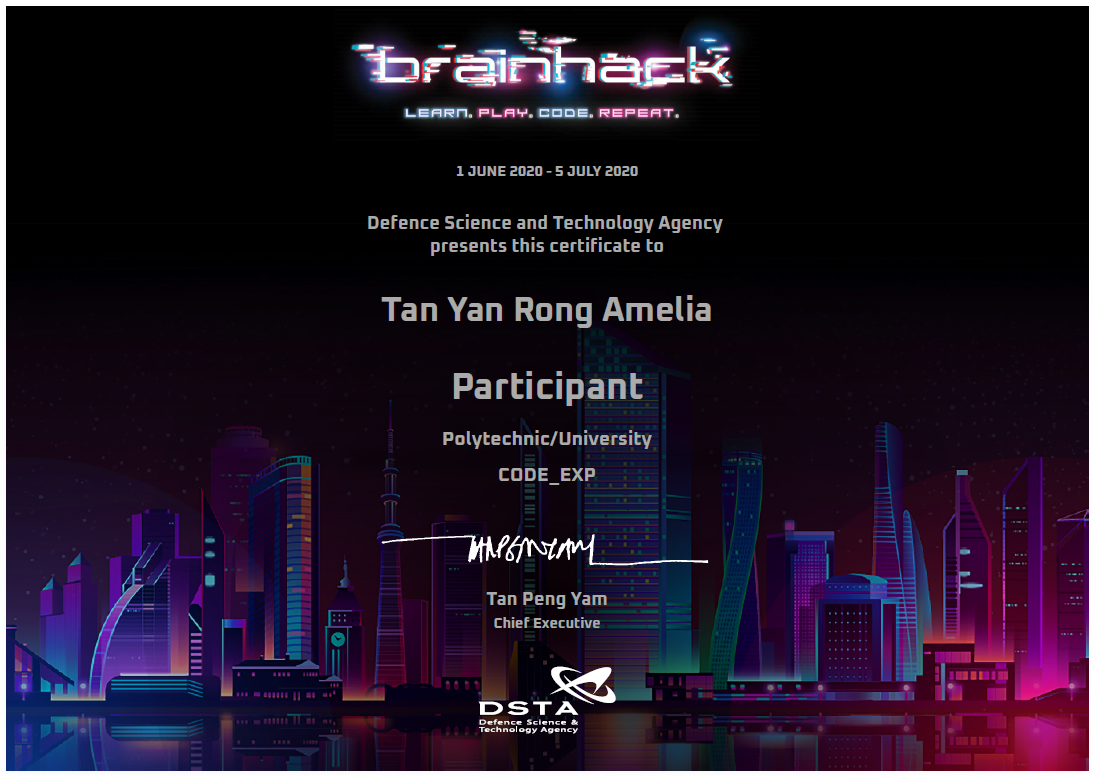 brainhack
LEARN. PLAY. CODE. REPEAT.
1 JUNE 2020 - 5 JULY 2020
Defence Science and Technology Agency
presents this certificate to
Tan Yan Rong Amelia
Participant
Polytechnic/University
CODE_EXP
TANPENGYAM
Tan Peng Yam
Chief Executive
DSTA
Defence Science &
Technology Agency